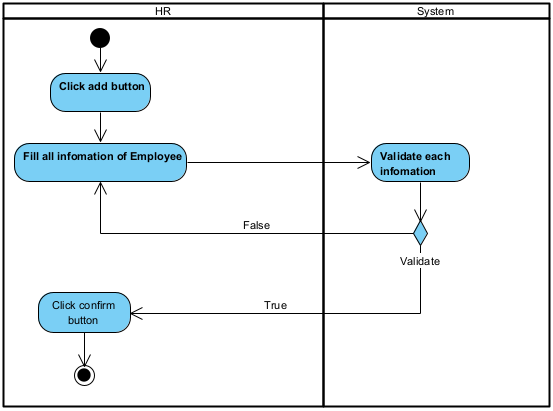 HR
System
Click add button
Fill all infomation of Employee
Validate each
infomation
False
Validate
True
Click confirm
button